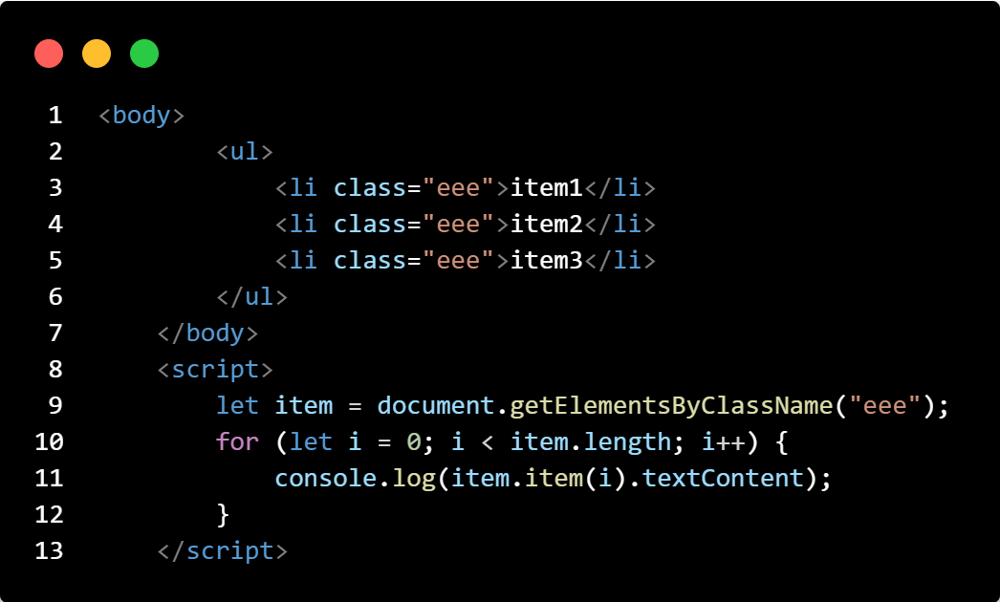 1 <body>
2         <ul>
3             <li class="eee">item1</li>
4             <li class="eee">item2</li>
5             <li class="eee">item3</li>
6         </ul>
7     </body>
8     <script>
9         let item = document.getElementsByClassName("eee");
10         for (let i = 0; i < item.length; i++) {
11             console.log(item.item(i).textContent);
12         }
13     </script>